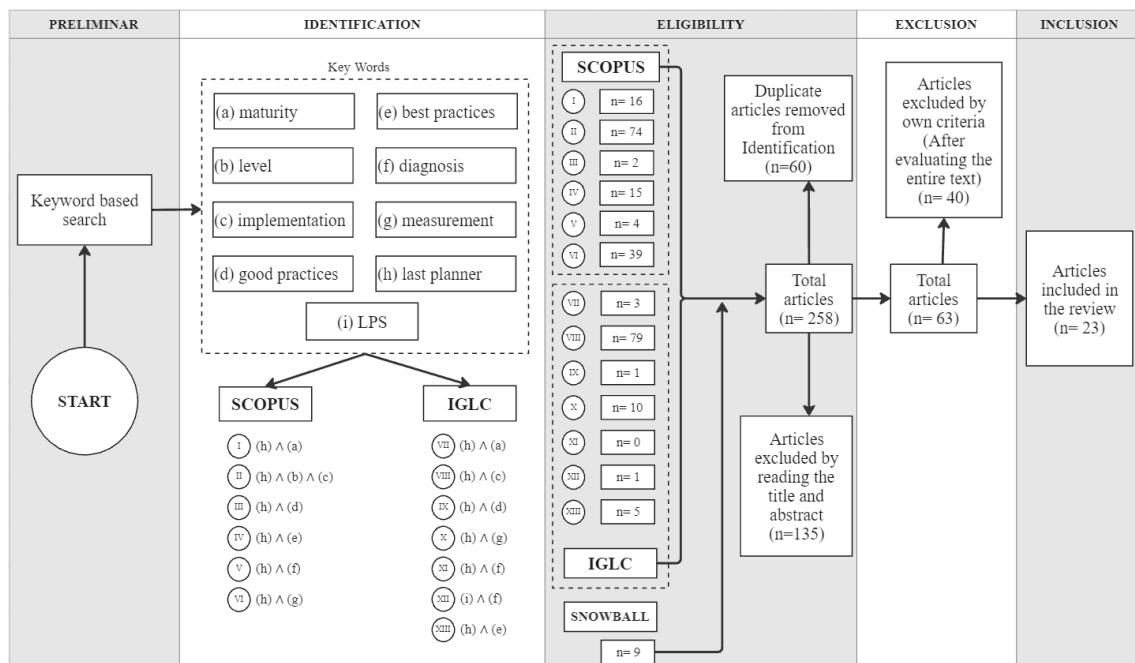 PRELIMINAR
IDENTIFICATION
ELIGIBILITY
EXCLUSION
INCLUSION
Keyword based
search
START
Key Words
(a) maturity
(e) best practices
(b) level
(f) diagnosis
(c) implementation
(g) measurement
(d) good practices
(h) last planner
(i) LPS
SCOPUS
I (h) ∧ (a)
II (h) ∧ (b) ∧ (c)
III (h) ∧ (d)
IV (h) ∧ (e)
V (h) ∧ (f)
VI (h) ∧ (g)
IGLC
VII (h) ∧ (a)
VIII (h) ∧ (c)
IX (h) ∧ (d)
X (h) ∧ (g)
XI (h) ∧ (f)
XII (i) ∧ (f)
XIII (h) ∧ (e)
SCOPUS
I n= 16
II n= 74
III n= 2
IV n= 15
V n= 4
VI n= 39
VII n= 3
VIII n= 79
IX n= 1
X n= 10
XI n= 0
XII n= 1
XIII n= 5
IGLC
SNOWBALL
n= 9
Duplicate
articles removed
from
Identification
(n=60)
Total
articles
(n= 258)
Articles
excluded by
reading the
title and
abstract
(n=135)
Articles
excluded by
own criteria
(After
evaluating the
entire text)
(n= 40)
Total
articles
(n= 63)
Articles
included in
the review
(n= 23)